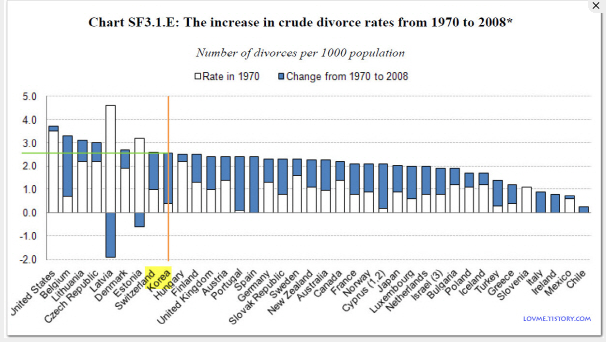 Chart SF3.1.E: The increase in crude divorce rates from 1970 to 2008*
Number of divorces per 1000 population
Rate in 1970 Change from 1970 to 2008
5.0
4.0
3.0
2.0
1.0
0.0
-1.0
-2.0
United States
Belgium
Lithuania
Czech Republic
Latvia
Denmark
Estonia
Switzerland
Korea
Hungary
Finland
United Kingdom
Austria
Portugal
Spain
Germany
Slovak Republic
Sweden
New Zealand
Australia
Canada
France
Norway
Cyprus (1, 2)
Japan
Luxembourg
Netherlands
Israel (3)
Bulgaria
Poland
Iceland
Turkey
Greece
Slovenia
Italy
Ireland
Mexico
Chile
LOVME.TISTORY.COM